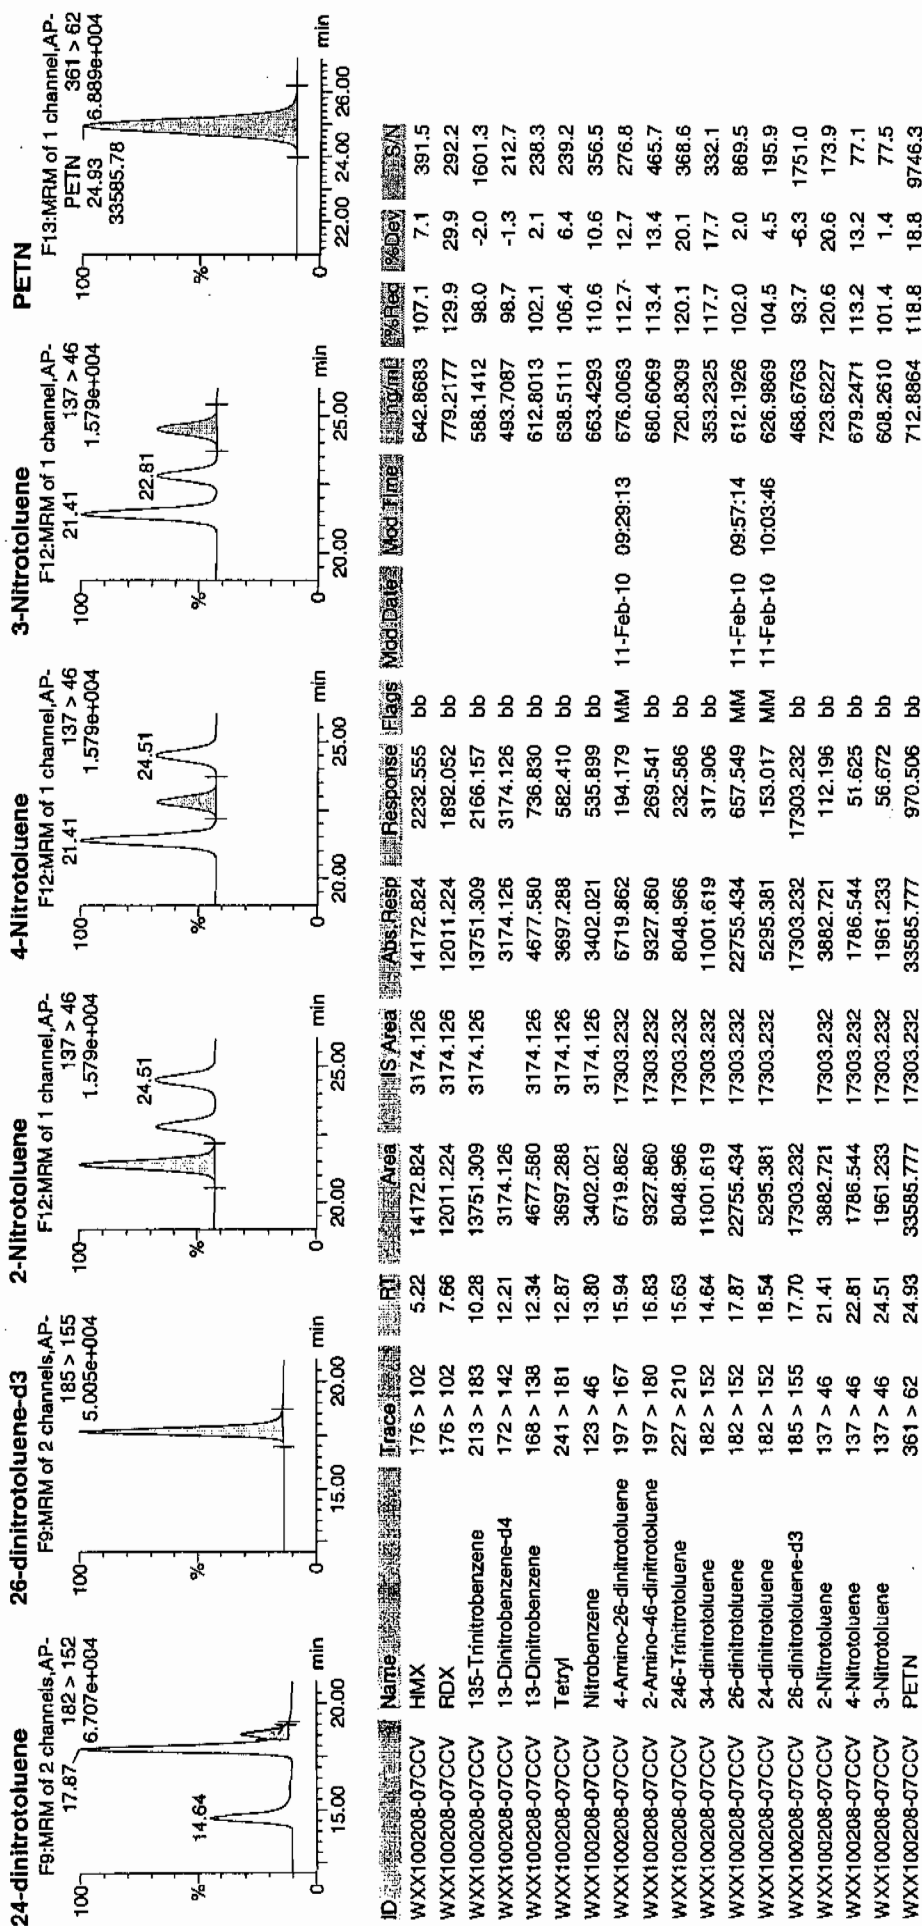 24-dinitrotoluene
F9:MRM of 2 channels,AP-
182 > 152
6.707e+004
17.87
14.64
100
%
0
15.00 20.00 min
26-dinitrotoluene-d3
F9:MRM of 2 channels,AP-
185 > 155
5.005e+004
100
%
0
15.00 20.00 min
2-Nitrotoluene
F12:MRM of 1 channel,AP-
137 > 46
1.579e+004
24.51
100
%
0
20.00 25.00 min
4-Nitrotoluene
F12:MRM of 1 channel,AP-
21.41 137 > 46
1.579e+004
24.51
100
%
0
20.00 25.00 min
3-Nitrotoluene
F12:MRM of 1 channel,AP-
21.41 137 > 46
1.579e+004
22.81
100
%
0
20.00 25.00 min
PETN
F13:MRM of 1 channel,AP-
PETN 361 > 62
24.93 6.889e+004
33585.78
100
%
0
22.00 24.00 26.00 min
ID Name Trace RT Area IS Area Abs.Resp Response Flags Mod.Date Mod.Time ng/mL %Rec %Dev S/N
WXX100208-07CCV HMX 176 > 102 5.22 14172.824 3174.126 14172.824 2232.555 bb 642.8683 107.1 7.1 391.5
WXX100208-07CCV RDX 176 > 102 7.66 12011.224 3174.126 12011.224 1892.052 bb 779.2177 129.9 29.9 292.2
WXX100208-07CCV 135-Trinitrobenzene 213 > 183 10.28 13751.309 3174.126 13751.309 2166.157 bb 588.1412 98.0 -2.0 1601.3
WXX100208-07CCV 13-Dinitrobenzene-d4 172 > 142 12.21 3174.126 3174.126 3174.126 bb 493.7087 98.7 -1.3 212.7
WXX100208-07CCV 13-Dinitrobenzene 168 > 138 12.34 4677.580 3174.126 4677.580 736.830 bb 612.8013 102.1 2.1 238.3
WXX100208-07CCV Tetryl 241 > 181 12.87 3697.288 3174.126 3697.288 582.410 bb 638.5111 106.4 6.4 239.2
WXX100208-07CCV Nitrobenzene 123 > 46 13.80 3402.021 3174.126 3402.021 535.899 bb 663.4293 110.6 10.6 356.5
WXX100208-07CCV 4-Amino-26-dinitrotoluene 197 > 167 15.94 6719.862 17303.232 6719.862 194.179 MM 11-Feb-10 09:29:13 676.0063 112.7 12.7 276.8
WXX100208-07CCV 2-Amino-46-dinitrotoluene 197 > 180 16.83 9327.860 17303.232 9327.860 269.541 bb 680.6069 113.4 13.4 465.7
WXX100208-07CCV 246-Trinitrotoluene 227 > 210 15.63 8048.966 17303.232 8048.966 232.586 bb 720.8309 120.1 20.1 368.6
WXX100208-07CCV 34-dinitrotoluene 182 > 152 14.64 11001.619 17303.232 11001.619 317.906 bb 353.2325 117.7 17.7 332.1
WXX100208-07CCV 26-dinitrotoluene 182 > 152 17.87 22755.434 17303.232 22755.434 657.549 MM 11-Feb-10 09:57:14 612.1926 102.0 2.0 869.5
WXX100208-07CCV 24-dinitrotoluene 182 > 152 18.54 5295.381 17303.232 5295.381 153.017 MM 11-Feb-10 10:03:46 626.9869 104.5 4.5 195.9
WXX100208-07CCV 26-dinitrotoluene-d3 185 > 155 17.70 17303.232 17303.232 17303.232 bb 468.6763 93.7 -6.3 1751.0
WXX100208-07CCV 2-Nitrotoluene 137 > 46 21.41 3882.721 17303.232 3882.721 112.196 bb 723.6227 120.6 20.6 173.9
WXX100208-07CCV 4-Nitrotoluene 137 > 46 22.81 1786.544 17303.232 1786.544 51.625 bb 679.2471 113.2 13.2 77.1
WXX100208-07CCV 3-Nitrotoluene 137 > 46 24.51 1961.233 17303.232 1961.233 56.672 bb 608.2610 101.4 1.4 77.5
WXX100208-07CCV PETN 361 > 62 24.93 33585.777 17303.232 33585.777 970.506 bb 712.8864 118.8 18.8 9746.3